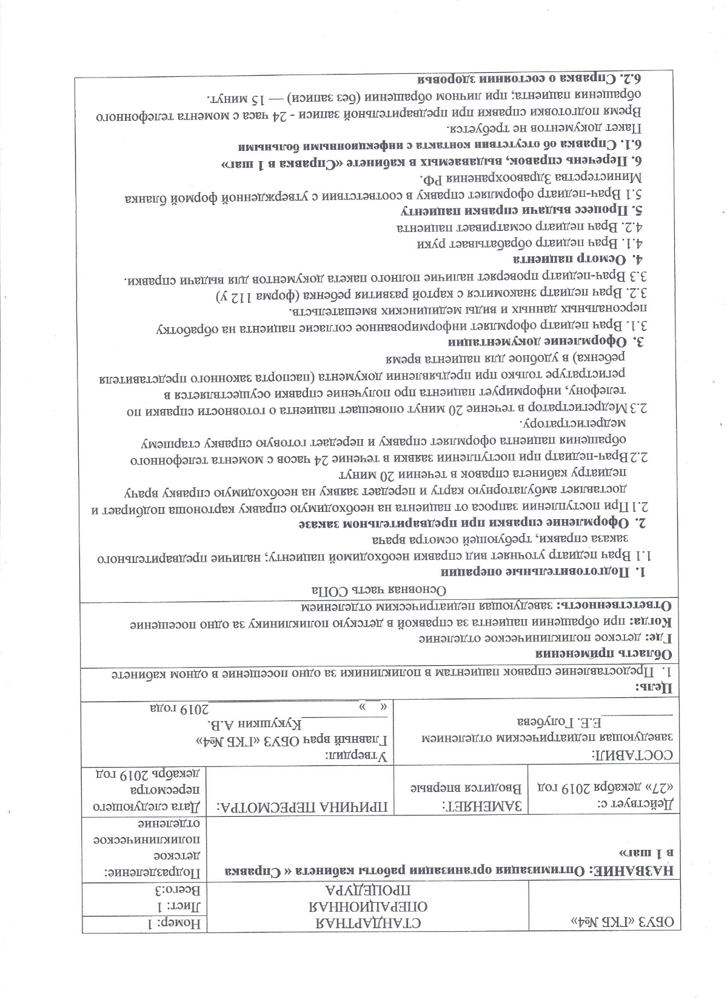 ОБУЗ «ГКБ №4»
СТАНДАРТНАЯ
ОПЕРАЦИОННАЯ
ПРОЦЕДУРА
Номер: 1
Лист: 1
Всего:3
НАЗВАНИЕ: Оптимизация организации работы кабинета « Справка
в 1 шаг»
Подразделение:
детское
поликлиническое
отделение
Действует с:
«27» декабря 2019 год
ЗАМЕНЯЕТ:
Вводится впервые
ПРИЧИНА ПЕРЕСМОТРА:
Дата следующего
пересмотра
декабрь 2019 год
СОСТАВИЛ:
заведующая педиатрическим отделением
____________Е.Е. Голубева
Утвердил:
Главный врач ОБУЗ «ГКБ №4»
______________Кукушкин А.В.
«__»_________________________2019 года
Цель:
1. Предоставление справок пациентам в поликлиники за одно посещение в одном кабинете
Область применения
Где: детское поликлиническое отделение
Когда: при обращении пациента за справкой в детскую поликлинику за одно посещение
Ответственность: заведующая педиатрическим отделением
Основная часть СОПа
1. Подготовительные операции
1.1 Врач педиатр уточняет вид справки необходимой пациенту; наличие предварительного
заказа справки, требующей осмотра врача
2. Оформление справки при предварительном заказе
2.1 При поступлении запроса от пациента на необходимую справку картоноша подбирает и
доставляет амбулаторную карту и передает заявку на необходимую справку врачу
педиатру кабинета справок в течении 20 минут
2.2 Врач-педиатр при поступлении заявки в течение 24 часов с момента телефонного
обращения пациента оформляет справку и передает готовую справку старшему
медрегистратору.
2.3 Медрегистратор в течение 20 минут оповещает пациента о готовности справки по
телефону, информирует пациента про получение справки осуществляется в
регистратуре только при предъявлении документа (паспорта законного представителя
ребенка) в удобное для пациента время
3. Оформление документации
3.1. Врач педиатр оформляет информированное согласие пациента на обработку
персональных данных и виды медицинских вмешательств.
3.2. Врач педиатр знакомится с картой развития ребенка (форма 112 у)
3.3 Врач-педиатр проверяет наличие полного пакета документов для выдачи справки.
4. Осмотр пациента
4.1. Врач педиатр обрабатывает руки
4.2. Врач педиатр осматривает пациента
5. Процесс выдачи справки пациенту
5.1 Врач-педиатр оформляет справку в соответствии с утвержденной формой бланка
Министерства Здравоохранения РФ.
6. Перечень справок, выдаваемых в кабинете «Справка в 1 шаг»
6.1. Справка об отсутствии контакта с инфекционными больными
Пакет документов не требуется.
Время подготовки справки при предварительной записи - 24 часа с момента телефонного
обращения пациента; при личном обращении (без записи) — 15 минут.
6.2. Справка о состоянии здоровья